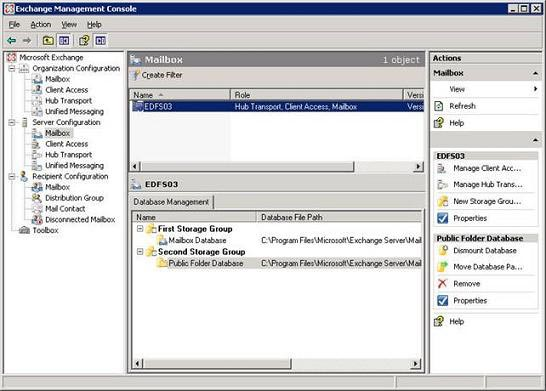 Exchange Management Console
File Action View Help
Microsoft Exchange
Organization Configuration
Mailbox
Client Access
Hub Transport
Unified Messaging
Server Configuration
Mailbox
Client Access
Hub Transport
Unified Messaging
Recipient Configuration
Mailbox
Distribution Group
Mail Contact
Disconnected Mailbox
Toolbox
Mailbox 1 object
Create Filter
Name Role Versi
EDFS03 Hub Transport, Client Access, Mailbox Versi
EDFS03
Database Management
Name Database File Path
First Storage Group
Mailbox Database C:\Program Files\Microsoft\Exchange Server\Mail
Second Storage Group
Public Folder Database C:\Program Files\Microsoft\Exchange Server\Mail
Actions
Mailbox
View
Refresh
Help
EDFS03
Manage Client Acc...
Manage Hub Trans...
New Storage Grou...
Properties
Public Folder Database
Dismount Database
Move Database Pa...
Remove
Properties
Help